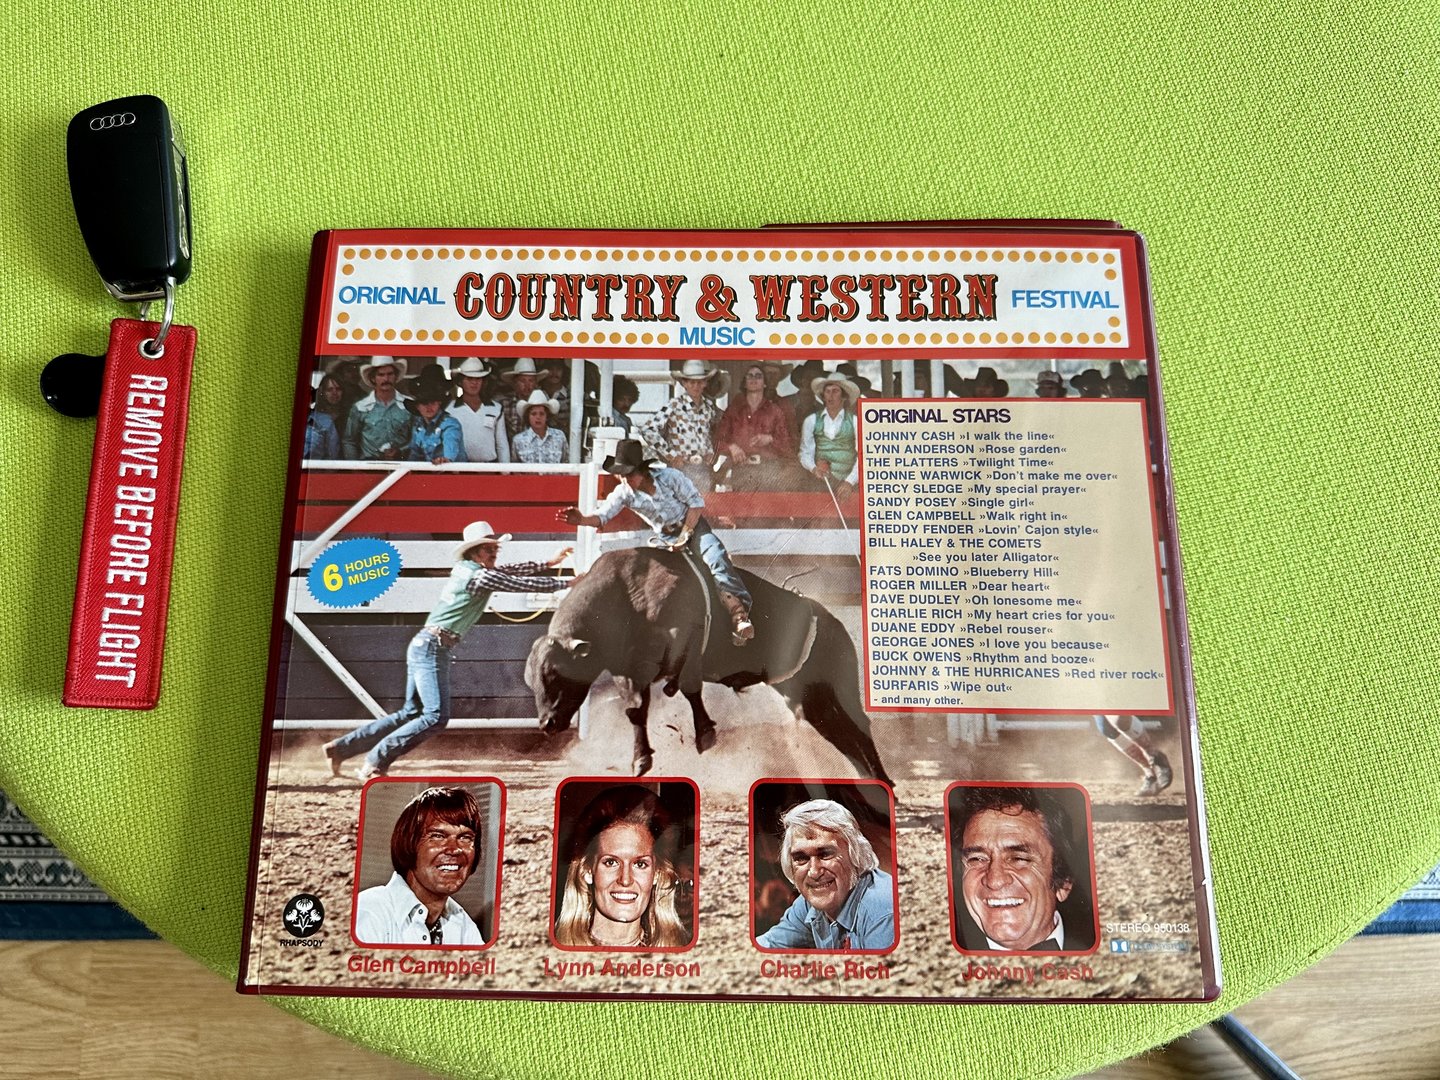 REMOVE BEFORE FLIGHT
ORIGINAL COUNTRY & WESTERN FESTIVAL
MUSIC
6 HOURS
MUSIC
ORIGINAL STARS
JOHNNY CASH »I walk the line«
LYNN ANDERSON »Rose garden«
THE PLATTERS »Twilight Time«
DIONNE WARWICK »Don't make me over«
PERCY SLEDGE »My special prayer«
SANDY POSEY »Single girl«
GLEN CAMPBELL »Walk right in«
FREDDY FENDER »Lovin' Cajon style«
BILL HALEY & THE COMETS
»See you later Alligator«
FATS DOMINO »Blueberry Hill«
ROGER MILLER »Dear heart«
DAVE DUDLEY »Oh lonesome me«
CHARLIE RICH »My heart cries for you«
DUANE EDDY »Rebel rouser«
GEORGE JONES »I love you because«
BUCK OWENS »Rhythm and booze«
JOHNNY & THE HURRICANES »Red river rock«
SURFARIS »Wipe out«
- and many other.
RHAPSODY
Glen Campbell
Lynn Anderson
Charlie Rich
Johnny Cash
STEREO 950138